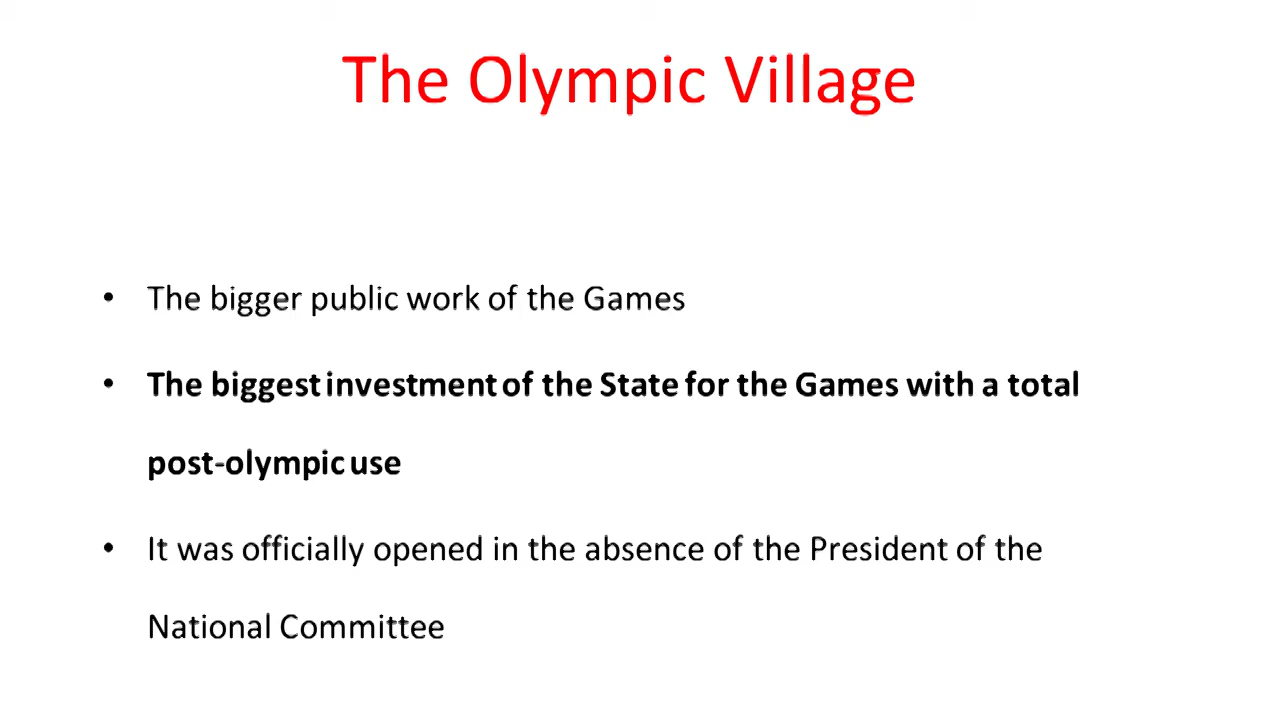 The Olympic Village
• The bigger public work of the Games
• The biggest investment of the State for the Games with a total
post-olympic use
• It was officially opened in the absence of the President of the
National Committee